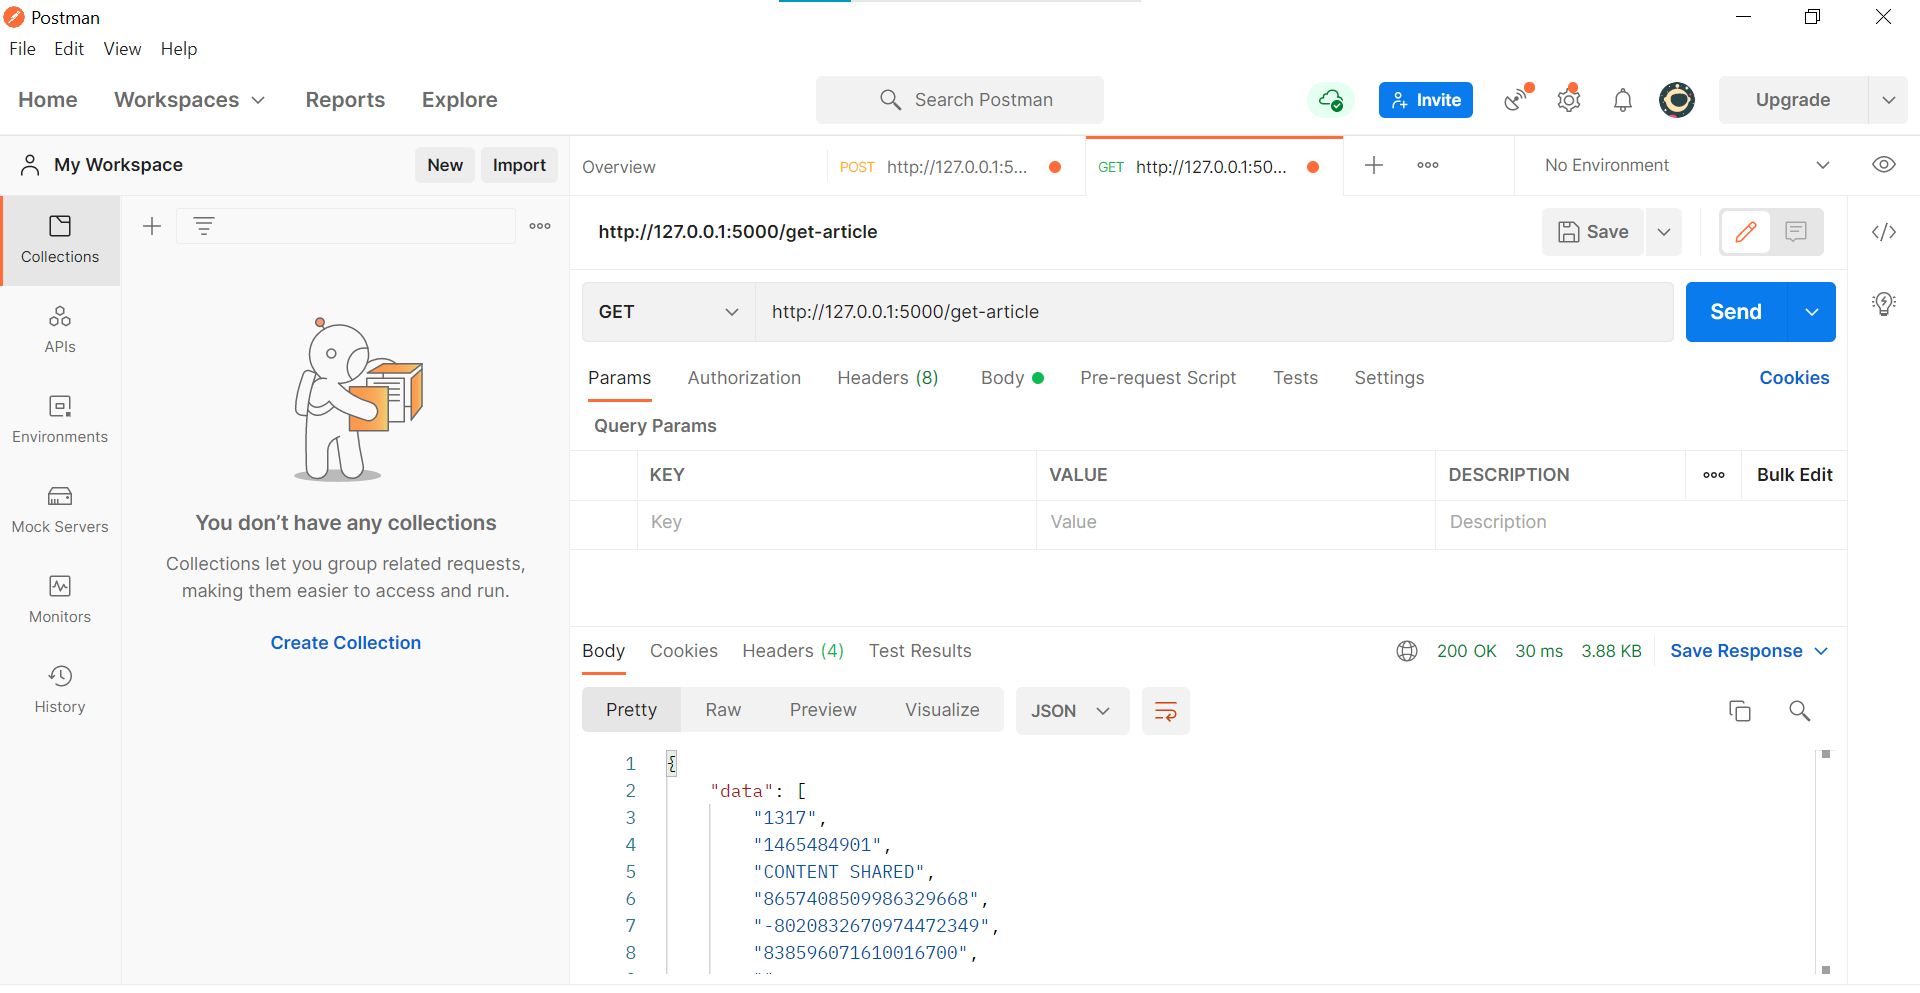 Postman
File Edit View Help
Home Workspaces Reports Explore Search Postman Invite Upgrade
My Workspace New Import Overview POST http://127.0.0.1:5... GET http://127.0.0.1:50... No Environment
Collections
APIs
Environments
Mock Servers
Monitors
History
You don’t have any collections
Collections let you group related requests,
making them easier to access and run.
Create Collection
http://127.0.0.1:5000/get-article Save
GET http://127.0.0.1:5000/get-article Send
Params Authorization Headers (8) Body Pre-request Script Tests Settings Cookies
Query Params
KEY VALUE DESCRIPTION Bulk Edit
Key Value Description
Body Cookies Headers (4) Test Results 200 OK 30 ms 3.88 KB Save Response
Pretty Raw Preview Visualize JSON
1 {
2 "data": [
3 "1317",
4 "1465484901",
5 "CONTENT SHARED",
6 "8657408509986329668",
7 "-8020832670974472349",
8 "838596071610016700",